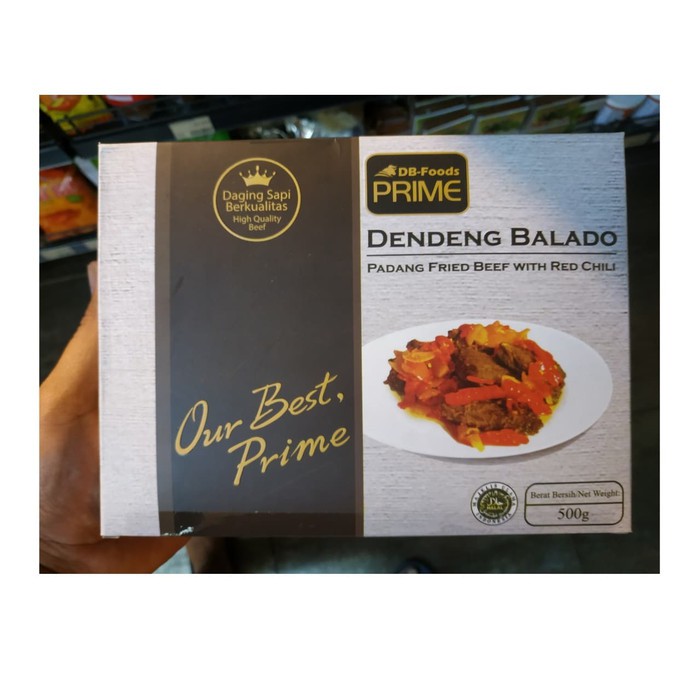 Daging Sapi
Berkualitas
High Quality
Beef
Our Best,
Prime
DB-Foods
PRIME
DENDENG BALADO
PADANG FRIED BEEF WITH RED CHILI
HALAL
Berat Bersih/Net Weight:
500g